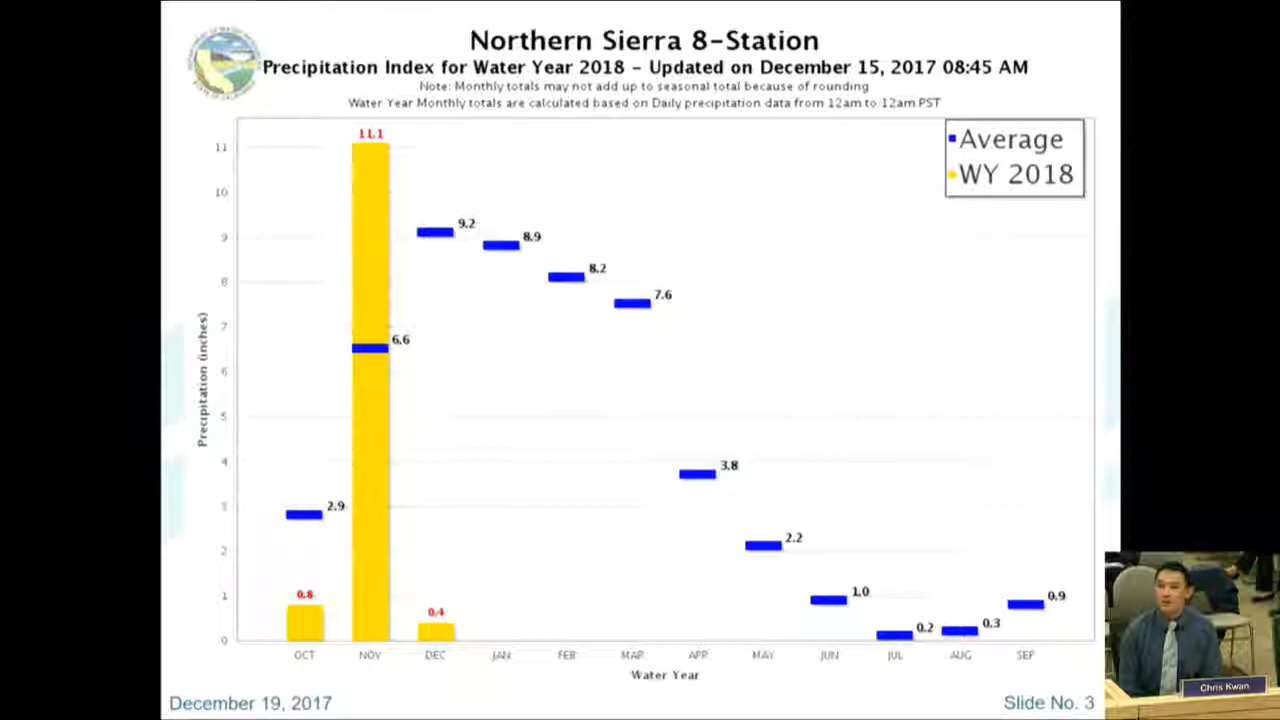 Northern Sierra 8-Station
Precipitation Index for Water Year 2018 - Updated on December 15, 2017 08:45 AM
Note: Monthly totals may not add up to seasonal total because of rounding
Water Year Monthly totals are calculated based on Daily precipitation data from 12am to 12am PST
Average
WY 2018
Precipitation (inches)
11
10
9
8
7
6
5
4
3
2
1
0
0.8
2.9
11.1
6.6
0.4
9.2
8.9
8.2
7.6
3.8
2.2
1.0
0.2
0.3
0.9
OCT NOV DEC JAN FEB MAR APR MAY JUN JUL AUG SEP
Water Year
December 19, 2017
Slide No. 3
Chris Kwan